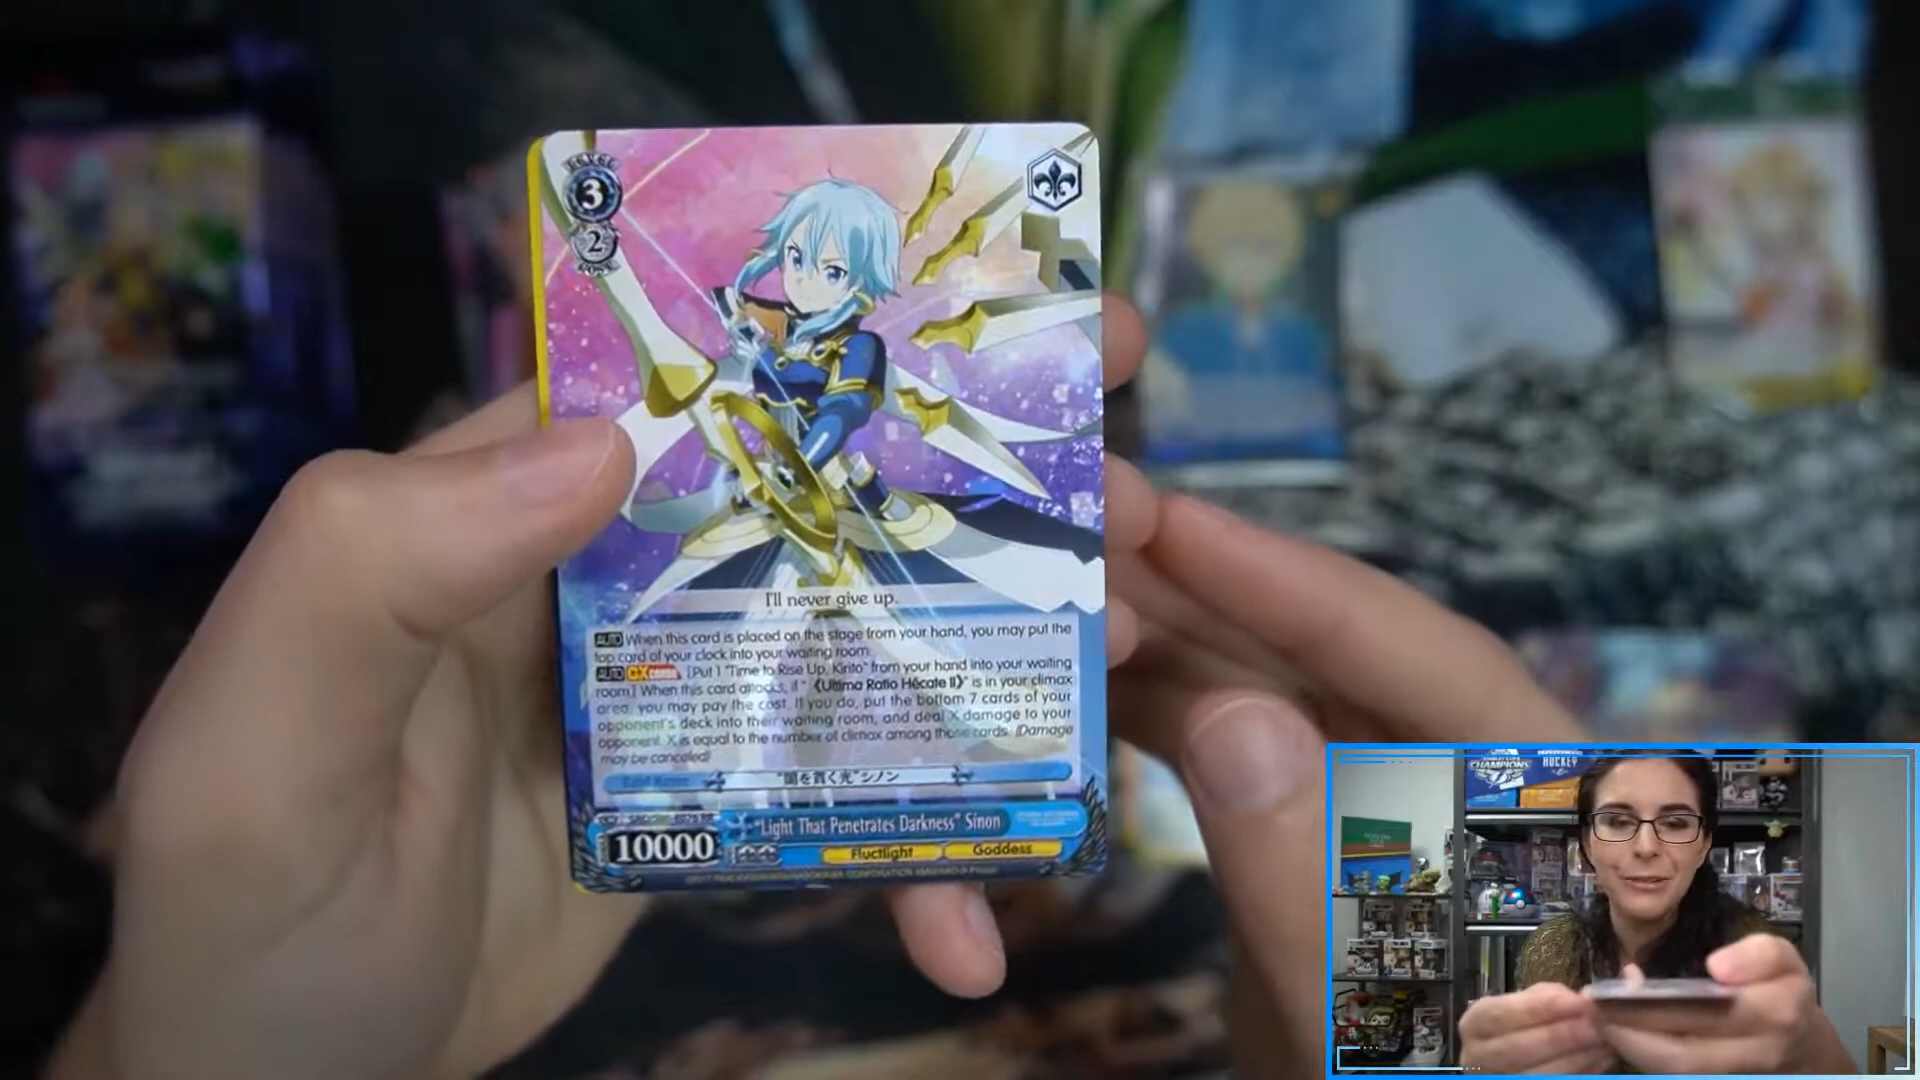 LEVEL
3
2
COST
I'll never give up.
AUTO When this card is placed on the stage from your hand, you may put the
top card of your clock into your waiting room.
AUTO CXCOMBO [Put 1 "Time to Rise Up, Kirito" from your hand into your waiting
room] When this card attacks, if "《Ultima Ratio Hécate II》" is in your climax
area, you may pay the cost. If you do, put the bottom 7 cards of your
opponent's deck into their waiting room, and deal X damage to your
opponent. X is equal to the number of climax among those cards. (Damage
may be canceled)
Card Name
"闇を貫く光"シノン
"Light That Penetrates Darkness" Sinon
10000
Fluctlight
Goddess
CHAMPIONS
HOCKEY